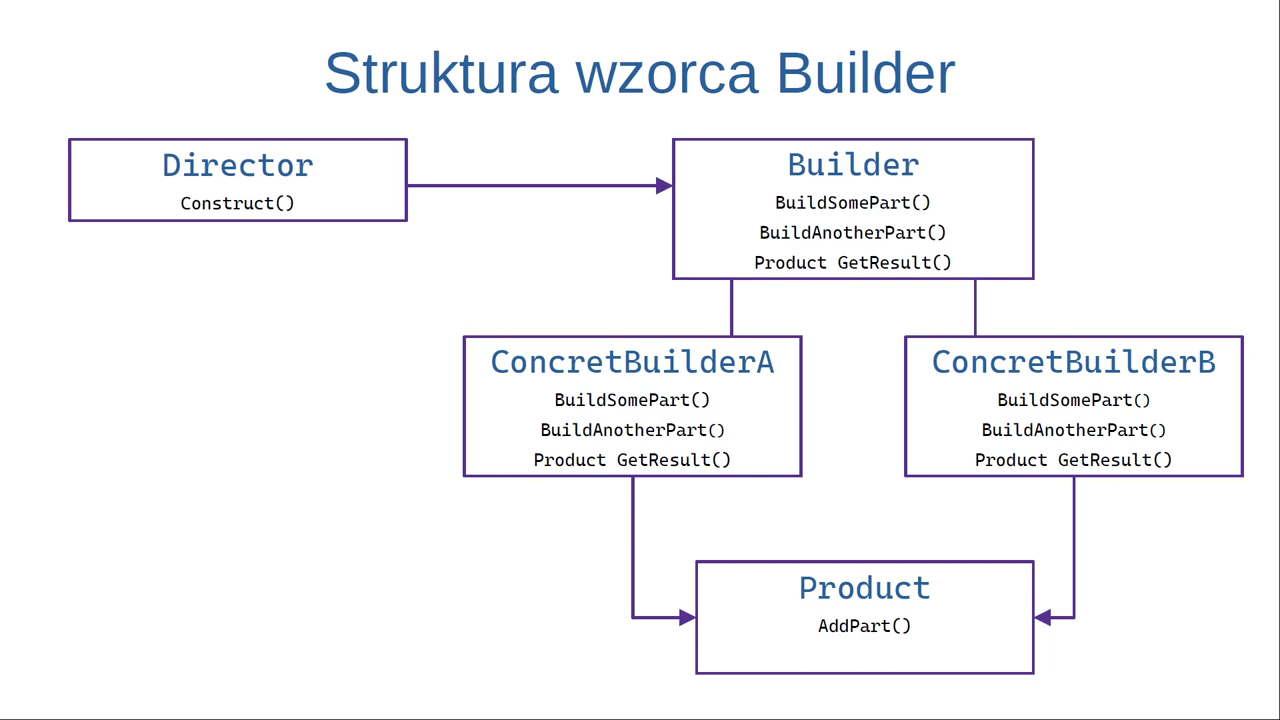 Struktura wzorca Builder
Director
Construct()
Builder
BuildSomePart()
BuildAnotherPart()
Product GetResult()
ConcretBuilderA
BuildSomePart()
BuildAnotherPart()
Product GetResult()
ConcretBuilderB
BuildSomePart()
BuildAnotherPart()
Product GetResult()
Product
AddPart()